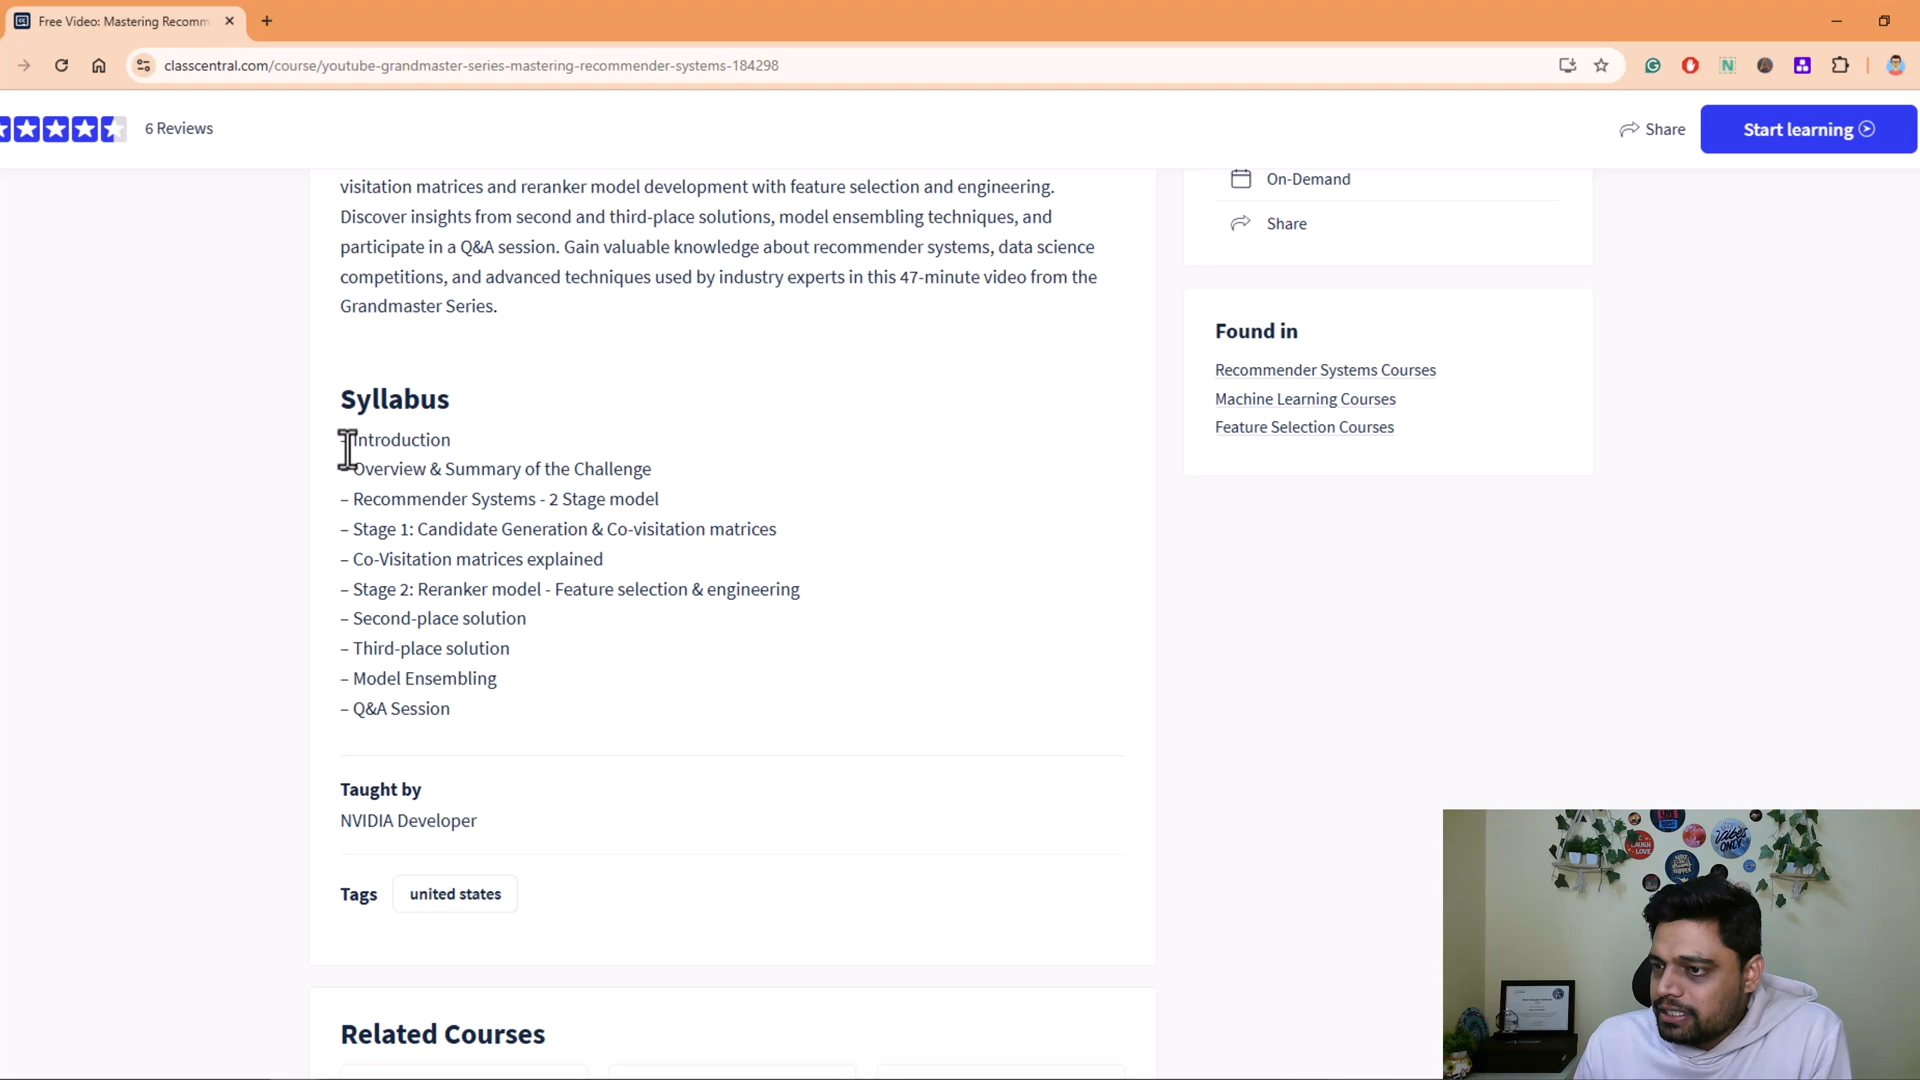 Free Video: Mastering Recomm
classcentral.com/course/youtube-grandmaster-series-mastering-recommender-systems-184298
6 Reviews
Share
Start learning
visitation matrices and reranker model development with feature selection and engineering.
Discover insights from second and third-place solutions, model ensembling techniques, and
participate in a Q&A session. Gain valuable knowledge about recommender systems, data science
competitions, and advanced techniques used by industry experts in this 47-minute video from the
Grandmaster Series.
On-Demand
Share
Found in
Recommender Systems Courses
Machine Learning Courses
Feature Selection Courses
Syllabus
– Introduction
Overview & Summary of the Challenge
– Recommender Systems - 2 Stage model
– Stage 1: Candidate Generation & Co-visitation matrices
– Co-Visitation matrices explained
– Stage 2: Reranker model - Feature selection & engineering
– Second-place solution
– Third-place solution
– Model Ensembling
– Q&A Session
Taught by
NVIDIA Developer
Tags
united states
Related Courses
LAUGH
LOVE
Vibes
ONLY